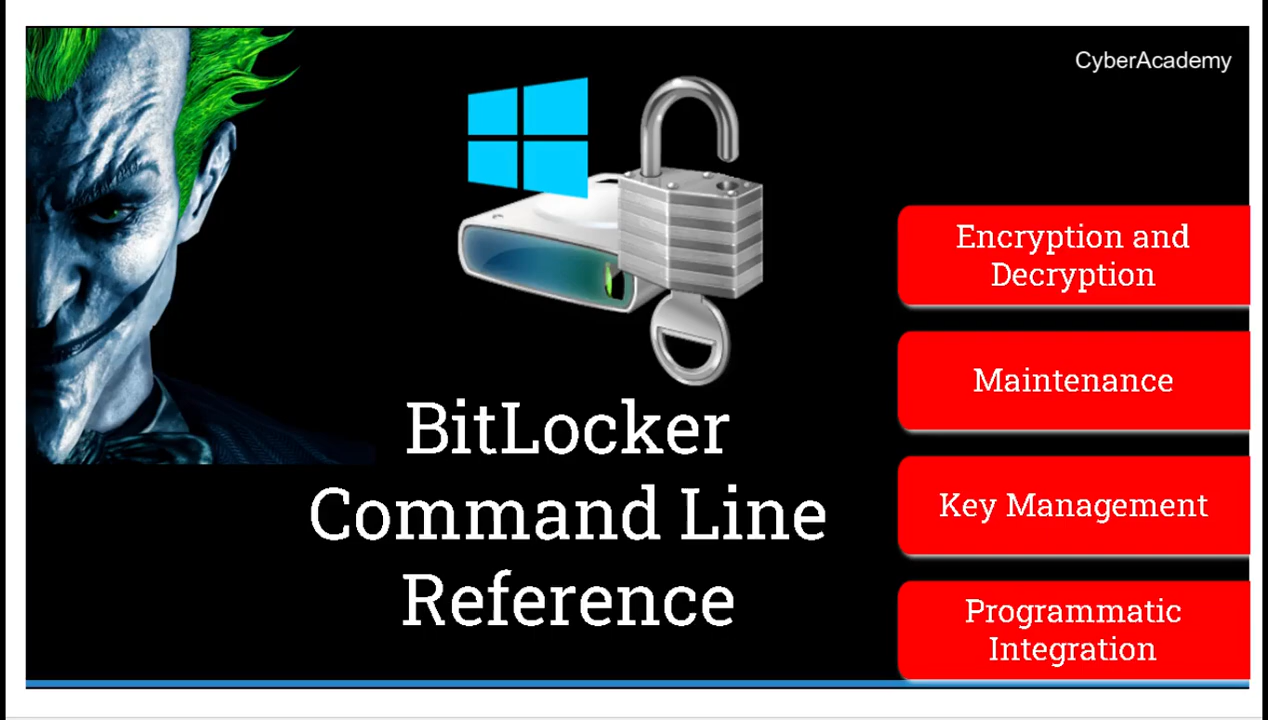 CyberAcademy
BitLocker
Command Line
Reference
Encryption and
Decryption
Maintenance
Key Management
Programmatic
Integration